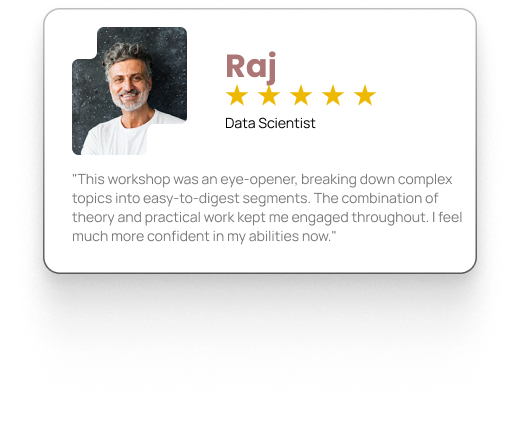 Raj
Data Scientist
"This workshop was an eye-opener, breaking down complex
topics into easy-to-digest segments. The combination of
theory and practical work kept me engaged throughout. I feel
much more confident in my abilities now."